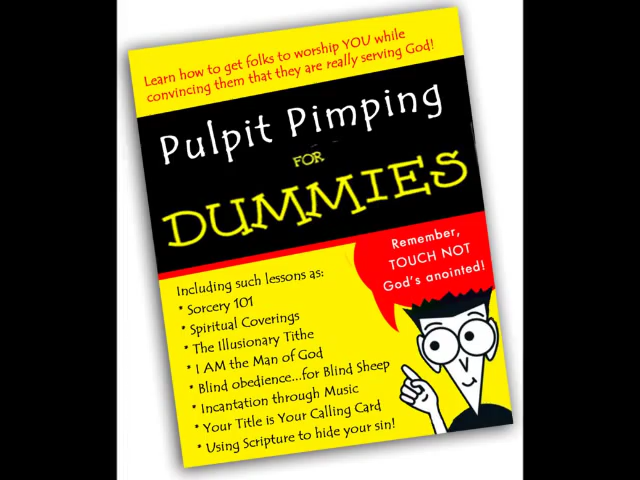 Learn how to get folks to worship YOU while
convincing them that they are really serving God!
Pulpit Pimping
FOR
DUMMIES
Remember,
TOUCH NOT
God's anointed!
Including such lessons as:
* Sorcery 101
* Spiritual Coverings
* The Illusionary Tithe
* I AM the Man of God
* Blind obedience...for Blind Sheep
* Incantation through Music
* Your Title is Your Calling Card
* Using Scripture to hide your sin!